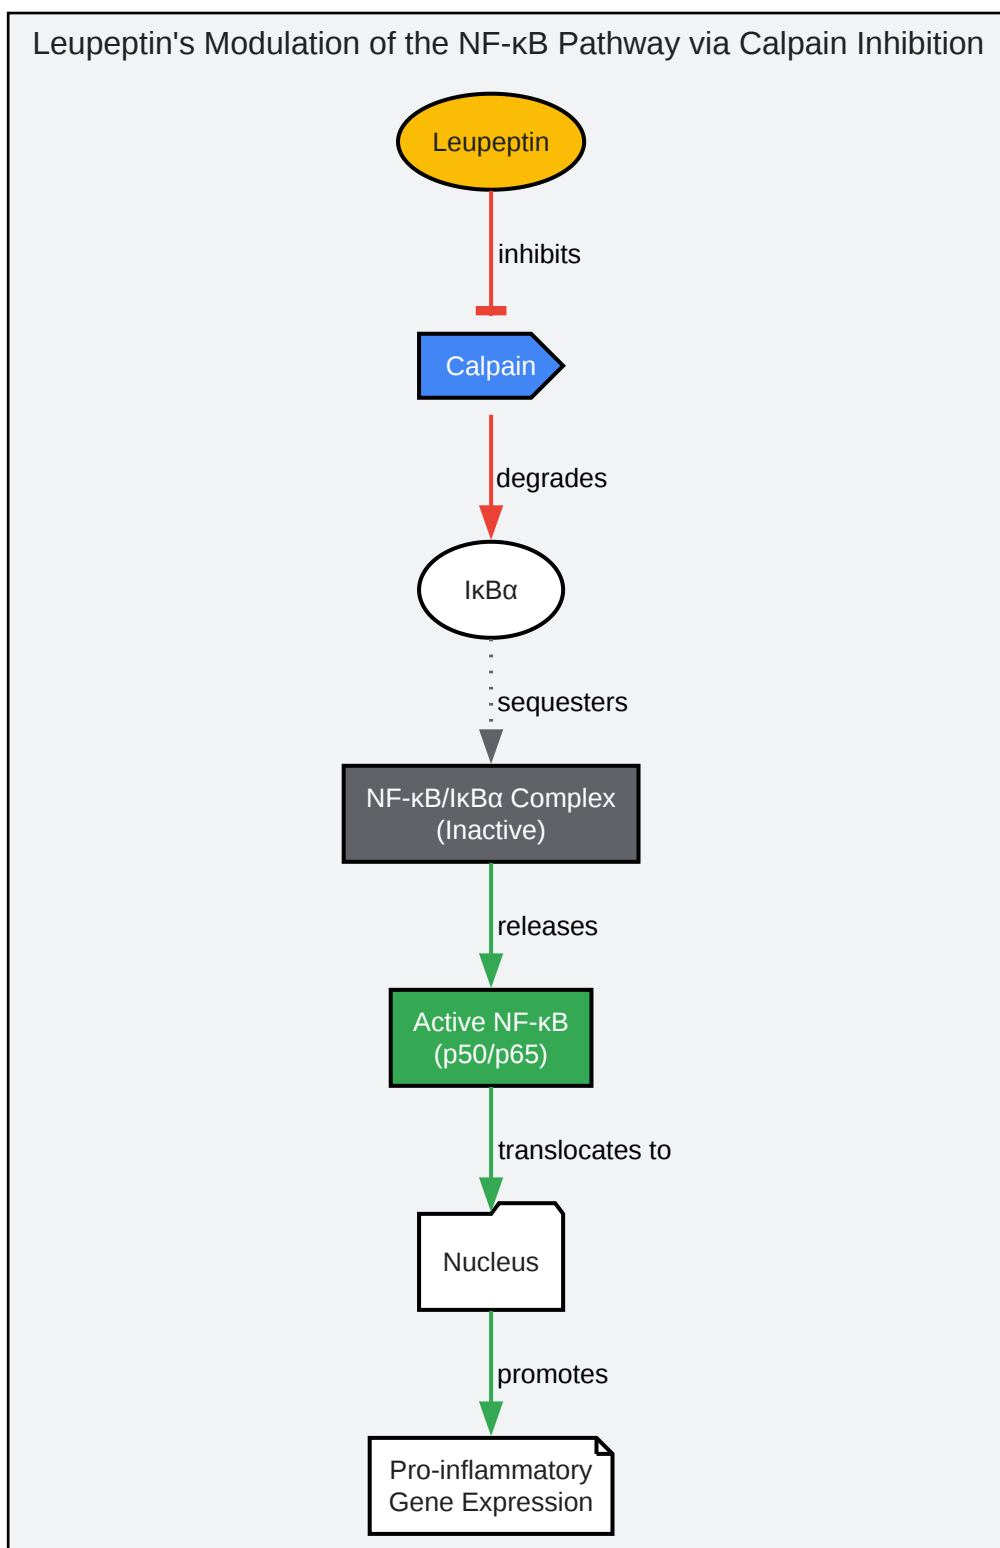 Leupeptin's Modulation of the NF-κB Pathway via Calpain Inhibition
Leupeptin
inhibits
Calpain
degrades
IκBα
sequesters
NF-κB/IκBα Complex
(Inactive)
releases
Active NF-κB
(p50/p65)
translocates to
Nucleus
promotes
Pro-inflammatory
Gene Expression